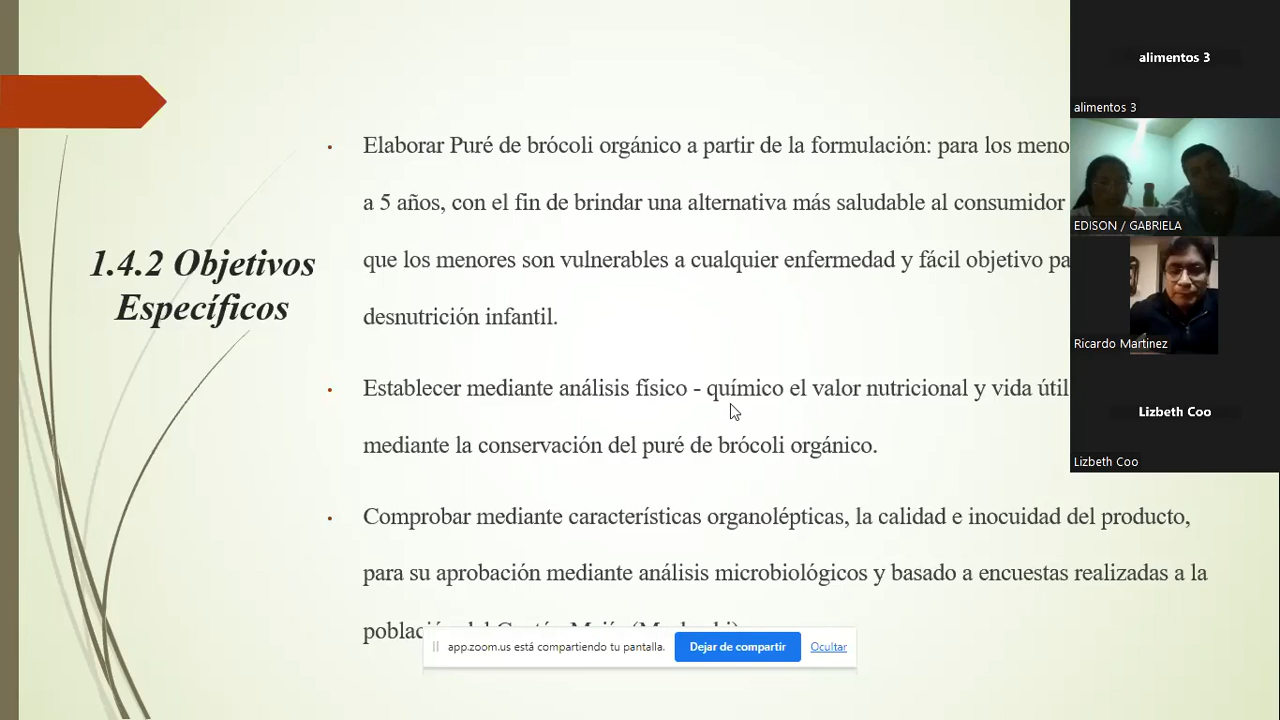 1.4.2 Objetivos
Específicos
Elaborar Puré de brócoli orgánico a partir de la formulación: para los
a 5 años, con el fin de brindar una alternativa más saludable al consumidor
que los menores son vulnerables a cualquier enfermedad y fácil objetivo
desnutrición infantil.
Establecer mediante análisis físico - químico el valor nutricional y vida útil
mediante la conservación del puré de brócoli orgánico.
Comprobar mediante características organolépticas, la calidad e inocuidad del producto,
para su aprobación mediante análisis microbiológicos y basado a encuestas realizadas a la
app.zoom.us está compartiendo tu pantalla.
Dejar de compartir
Ocultar
alimentos 3
alimentos 3
EDISON / GABRIELA
Ricardo Martinez
Lizbeth Coo
Lizbeth Coo